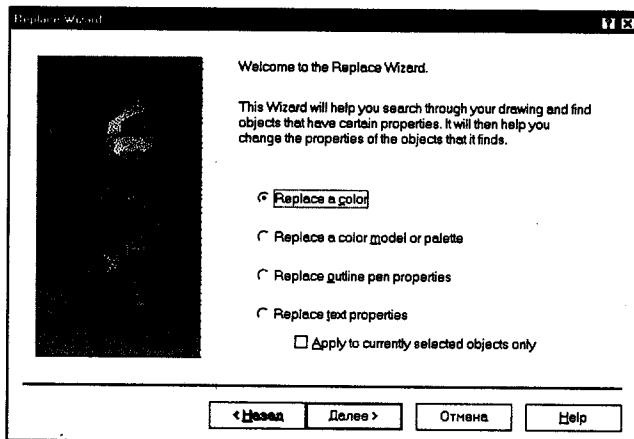 Replace Wizard
Welcome to the Replace Wizard.
This Wizard will help you search through your drawing and find
objects that have certain properties. It will then help you
change the properties of the objects that it finds.
Replace a color
Replace a color model or palette
Replace outline pen properties
Replace text properties
Apply to currently selected objects only
< Назад Далее > Отмена Help